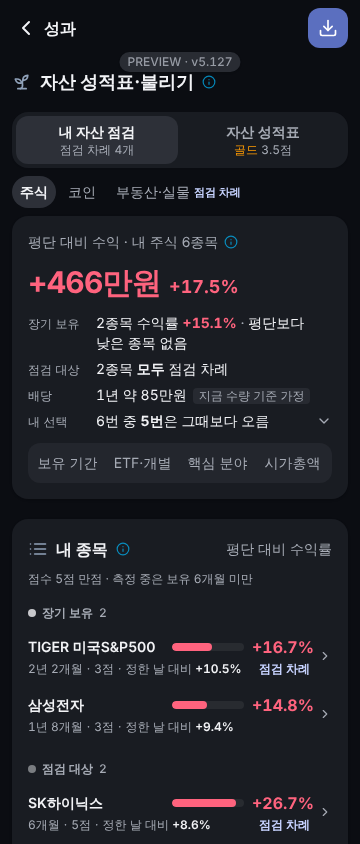 성과
PREVIEW · v5.127
자산 성적표·불리기
내 자산 점검
점검 차례 4개
자산 성적표
골드 3.5점
주식
코인
부동산·실물 점검 차례
평단 대비 수익 · 내 주식 6종목
+466만원 +17.5%
장기 보유
2종목 수익률 +15.1% · 평단보다
낮은 종목 없음
점검 대상
2종목 모두 점검 차례
배당
1년 약 85만원 지금 수량 기준 가정
내 선택
6번 중 5번은 그때보다 오름
보유 기간
ETF·개별
핵심 분야
시가총액
내 종목
평단 대비 수익률
점수 5점 만점 · 측정 중은 보유 6개월 미만
장기 보유 2
TIGER 미국S&P500
+16.7%
2년 2개월 · 3점 · 정한 날 대비 +10.5%
점검 차례
삼성전자
+14.8%
1년 8개월 · 3점 · 정한 날 대비 +9.4%
점검 대상 2
SK하이닉스
+26.7%
6개월 · 5점 · 정한 날 대비 +8.6%
점검 차례